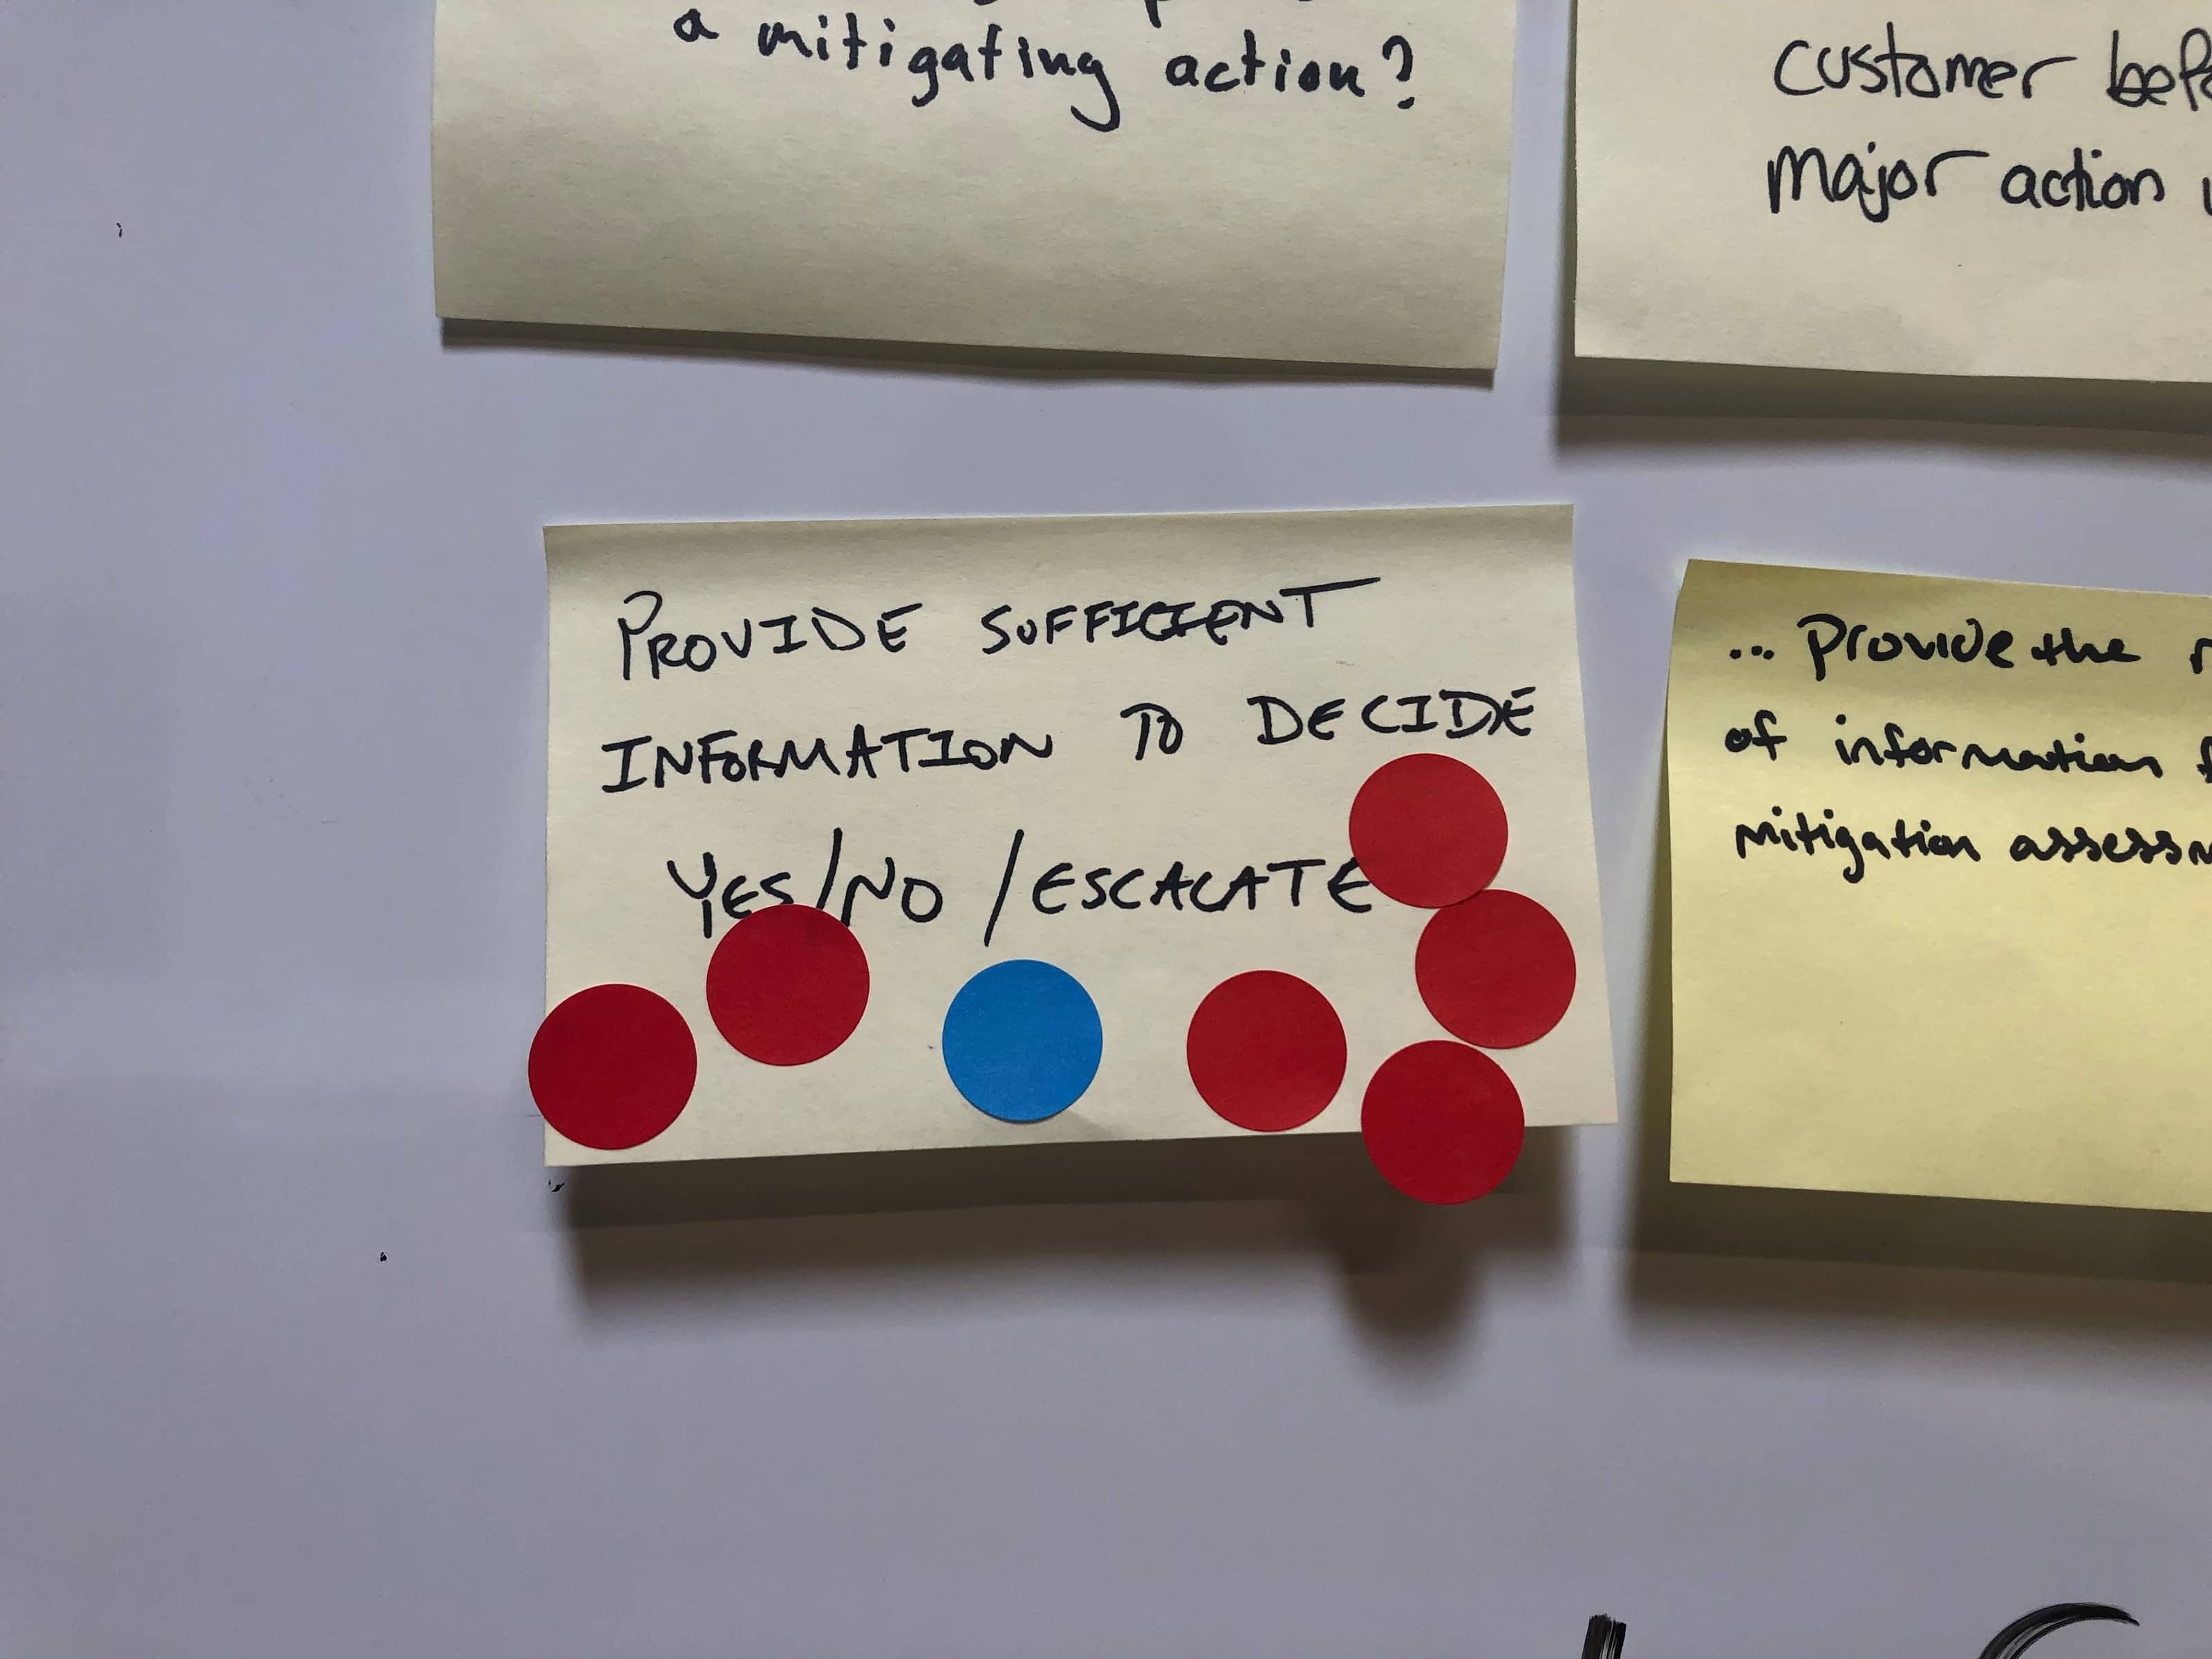 a mitigating action?
customer
major action
PROVIDE SUFFICIENT
INFORMATION TO DECIDE
YES/NO/ESCALATE
... Provide the
of information
mitigation